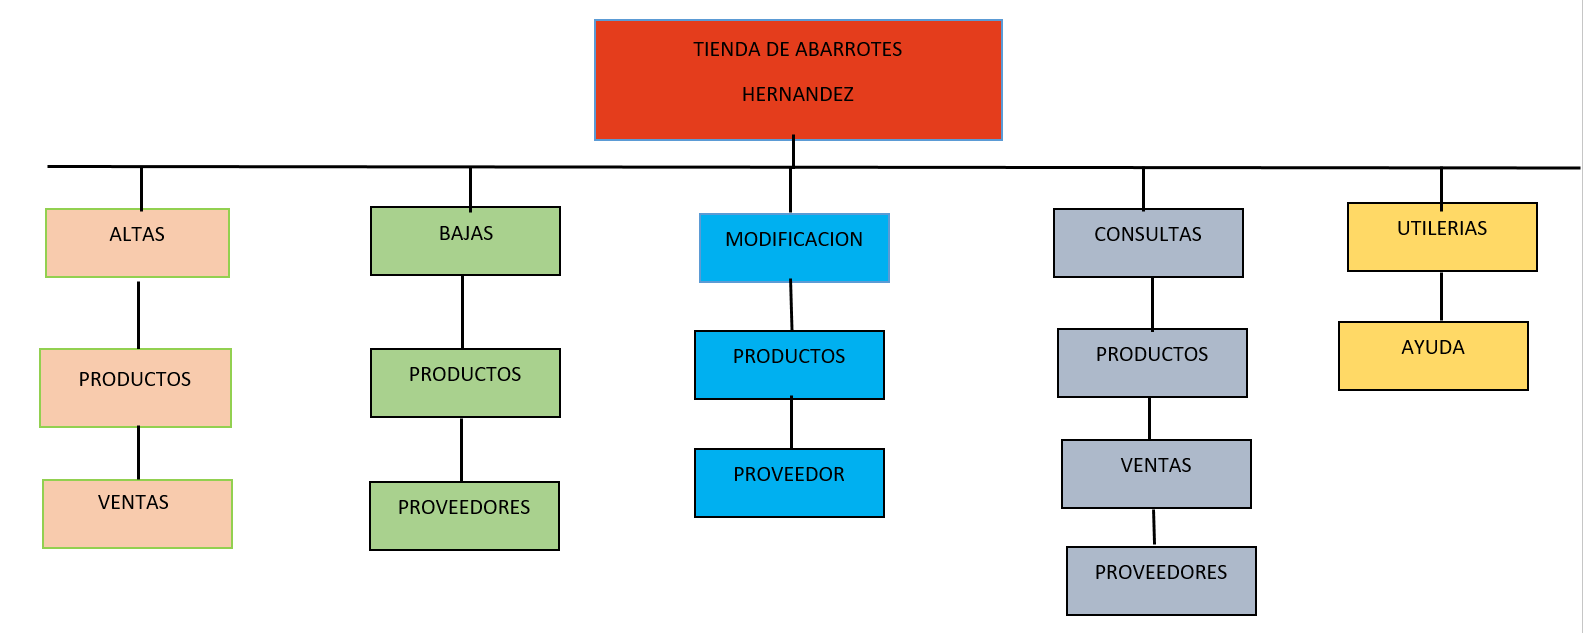 TIENDA DE ABARROTES
HERNANDEZ
ALTAS
BAJAS
MODIFICACION
CONSULTAS
UTILERIAS
PRODUCTOS
PRODUCTOS
PRODUCTOS
PRODUCTOS
AYUDA
VENTAS
PROVEEDORES
PROVEEDOR
VENTAS
PROVEEDORES